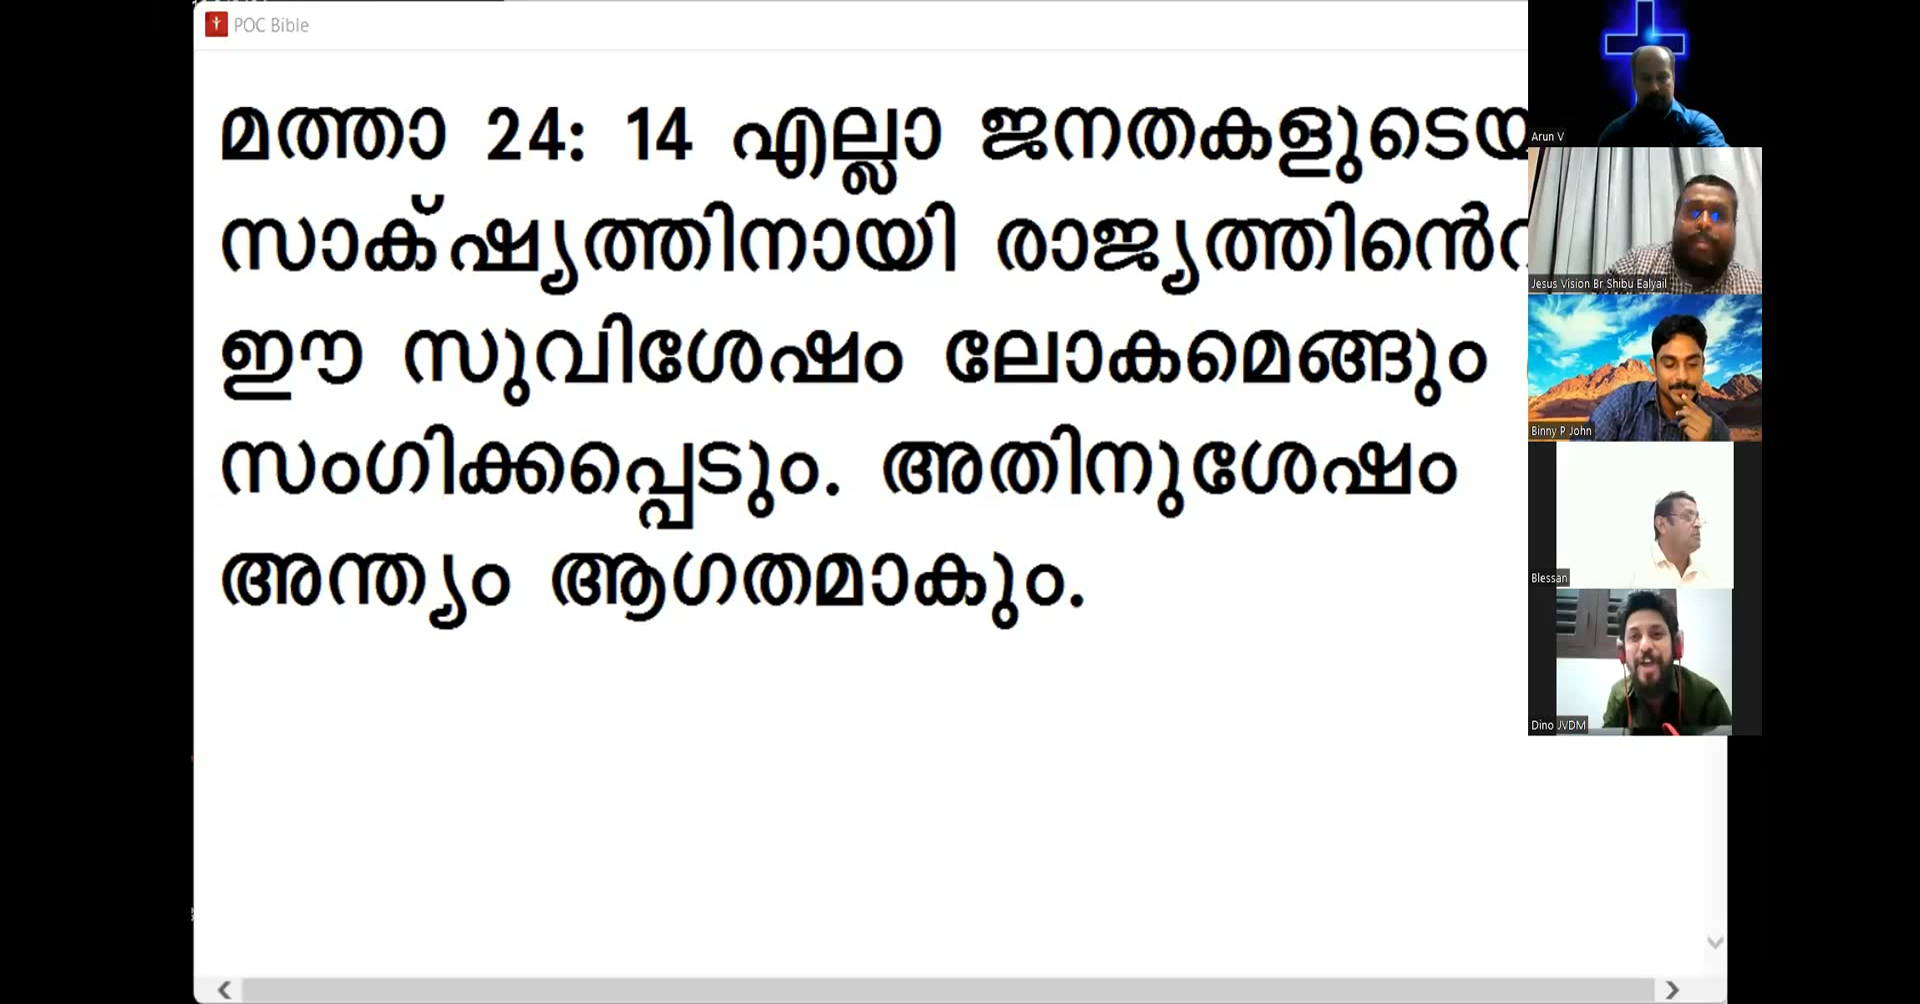 POC Bible
മത്താ 24: 14 എല്ലാ ജനതകളുടെയ
സാക്‌ഷ്യത്തിനായി രാജ്യത്തിൻെറ
ഈ സുവിശേഷം ലോകമെങ്ങും
സംഗിക്കപ്പെടും. അതിനുശേഷം
അന്ത്യം ആഗതമാകും.
Arun V
Jesus Vision Br Shibu Ealyail
Binny P John
Blessan
Dino JVDM